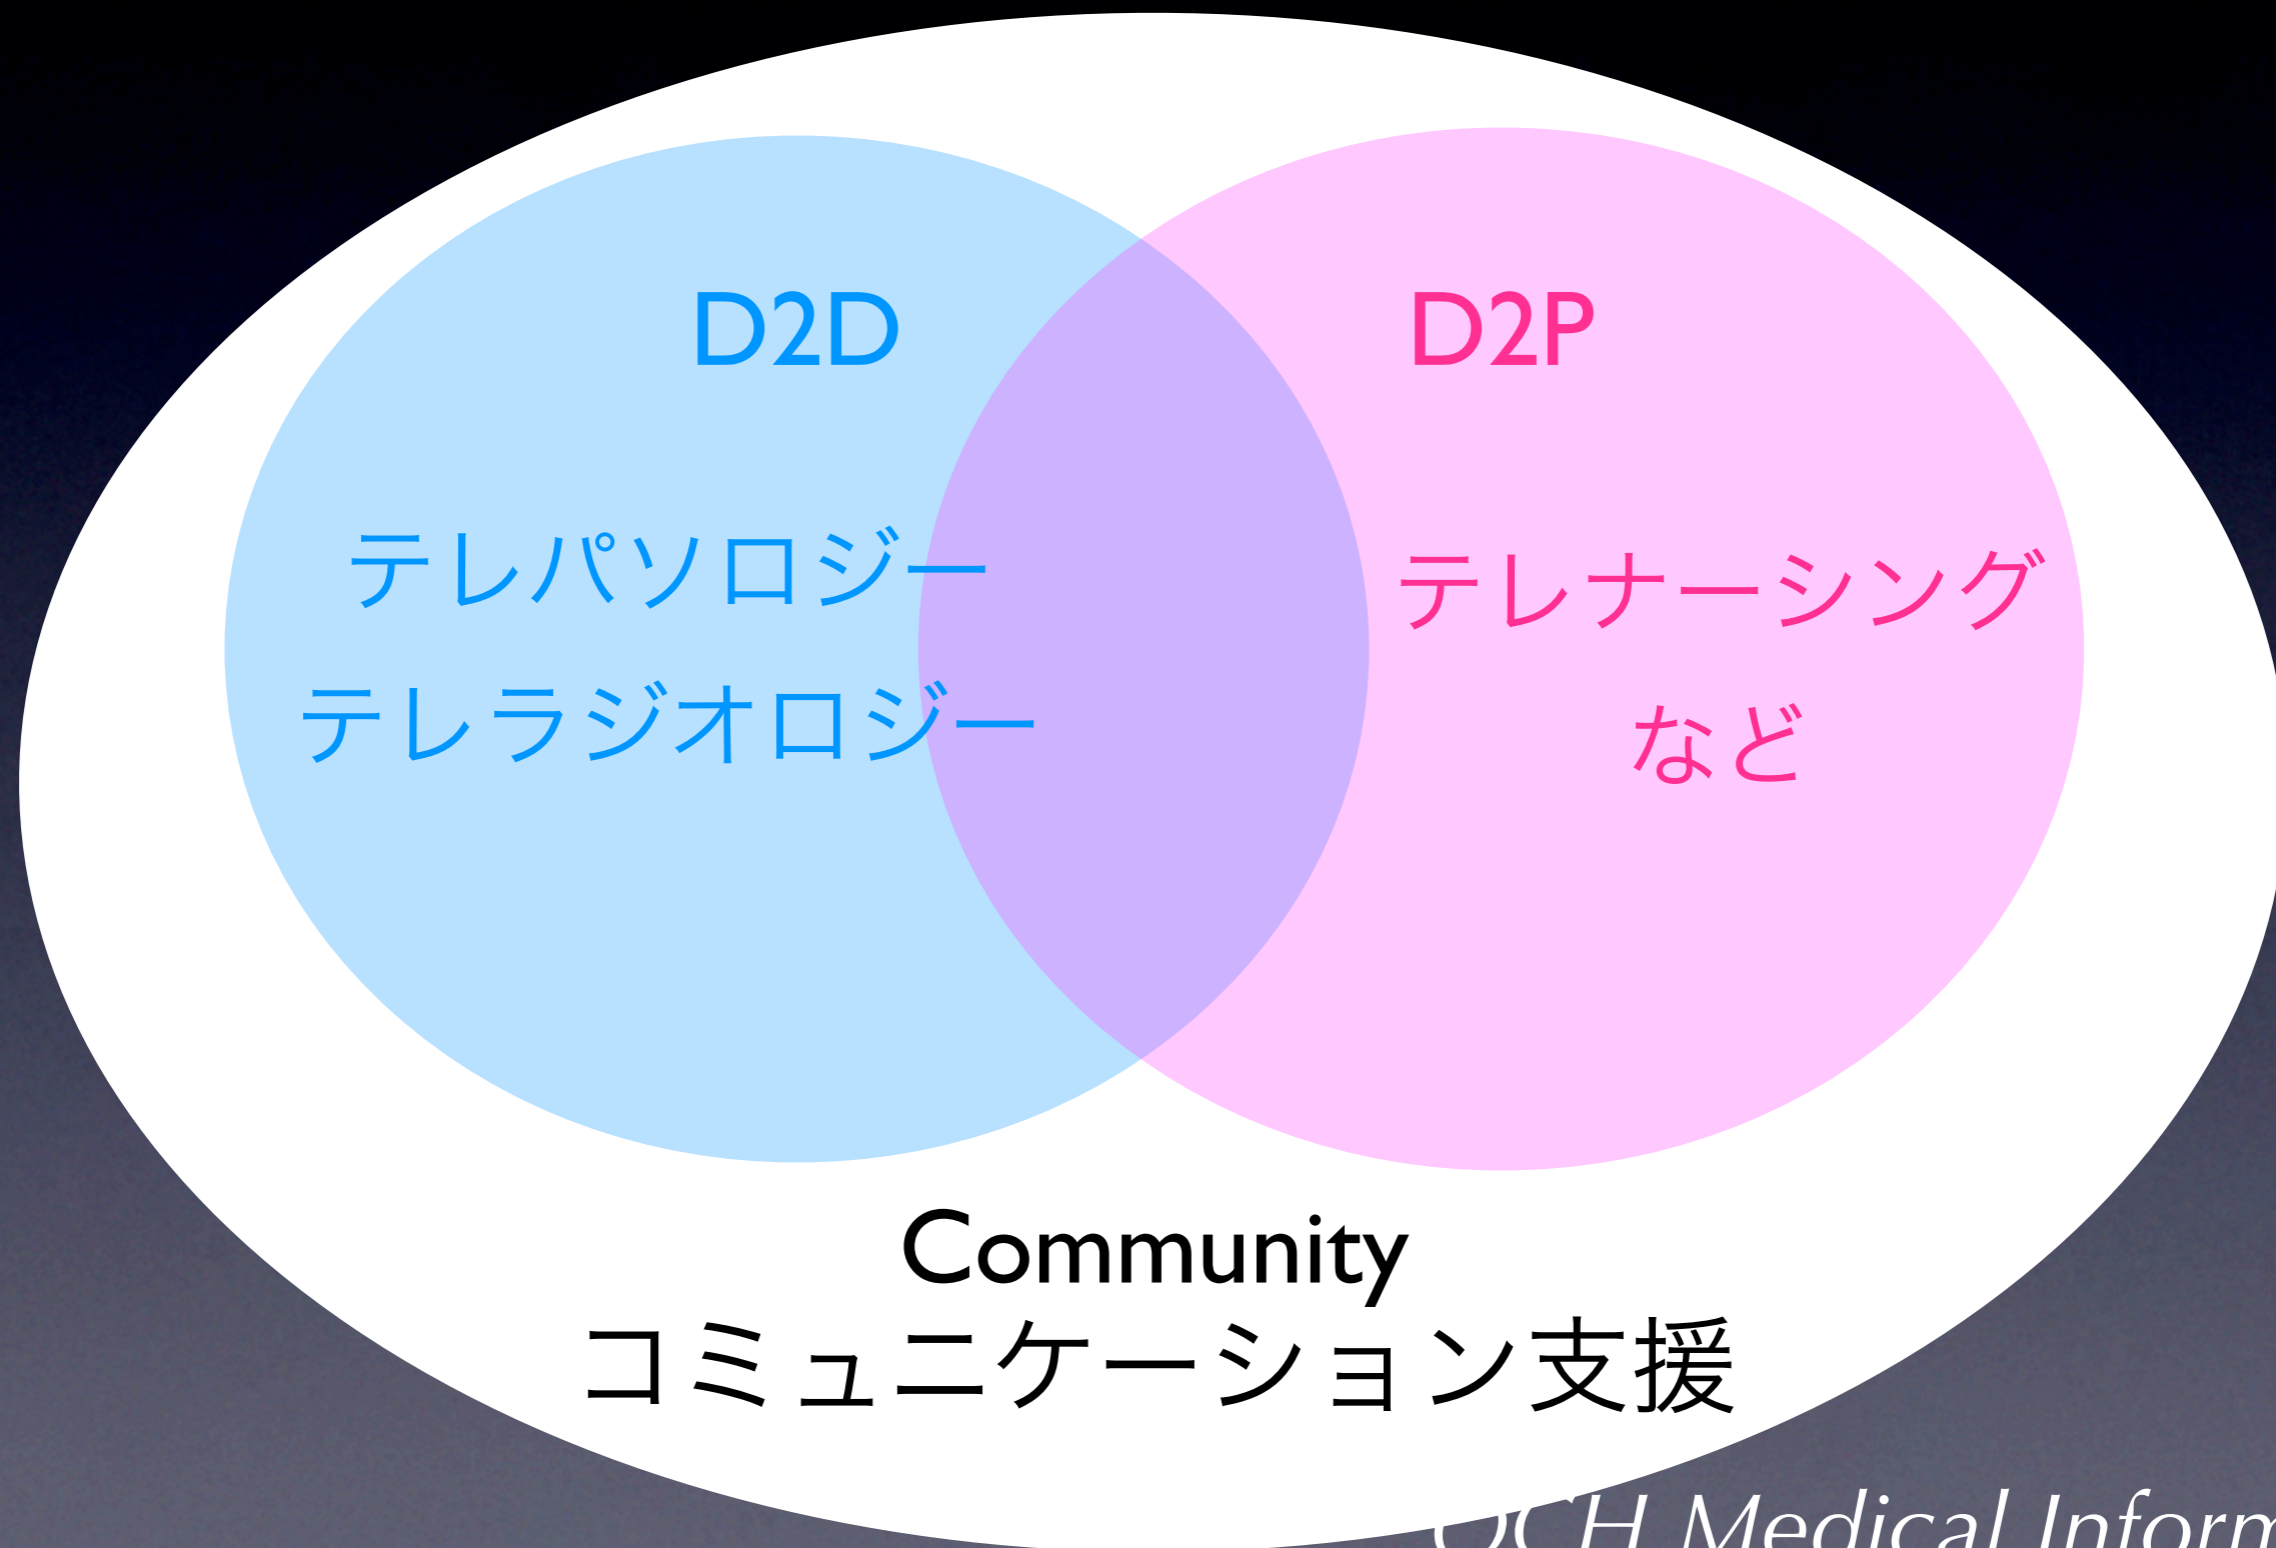 D2D
テレパソロジー
テレラジオロジー
D2P
テレナーシング
など
Community
コミュニケーション支援
OCH Medical